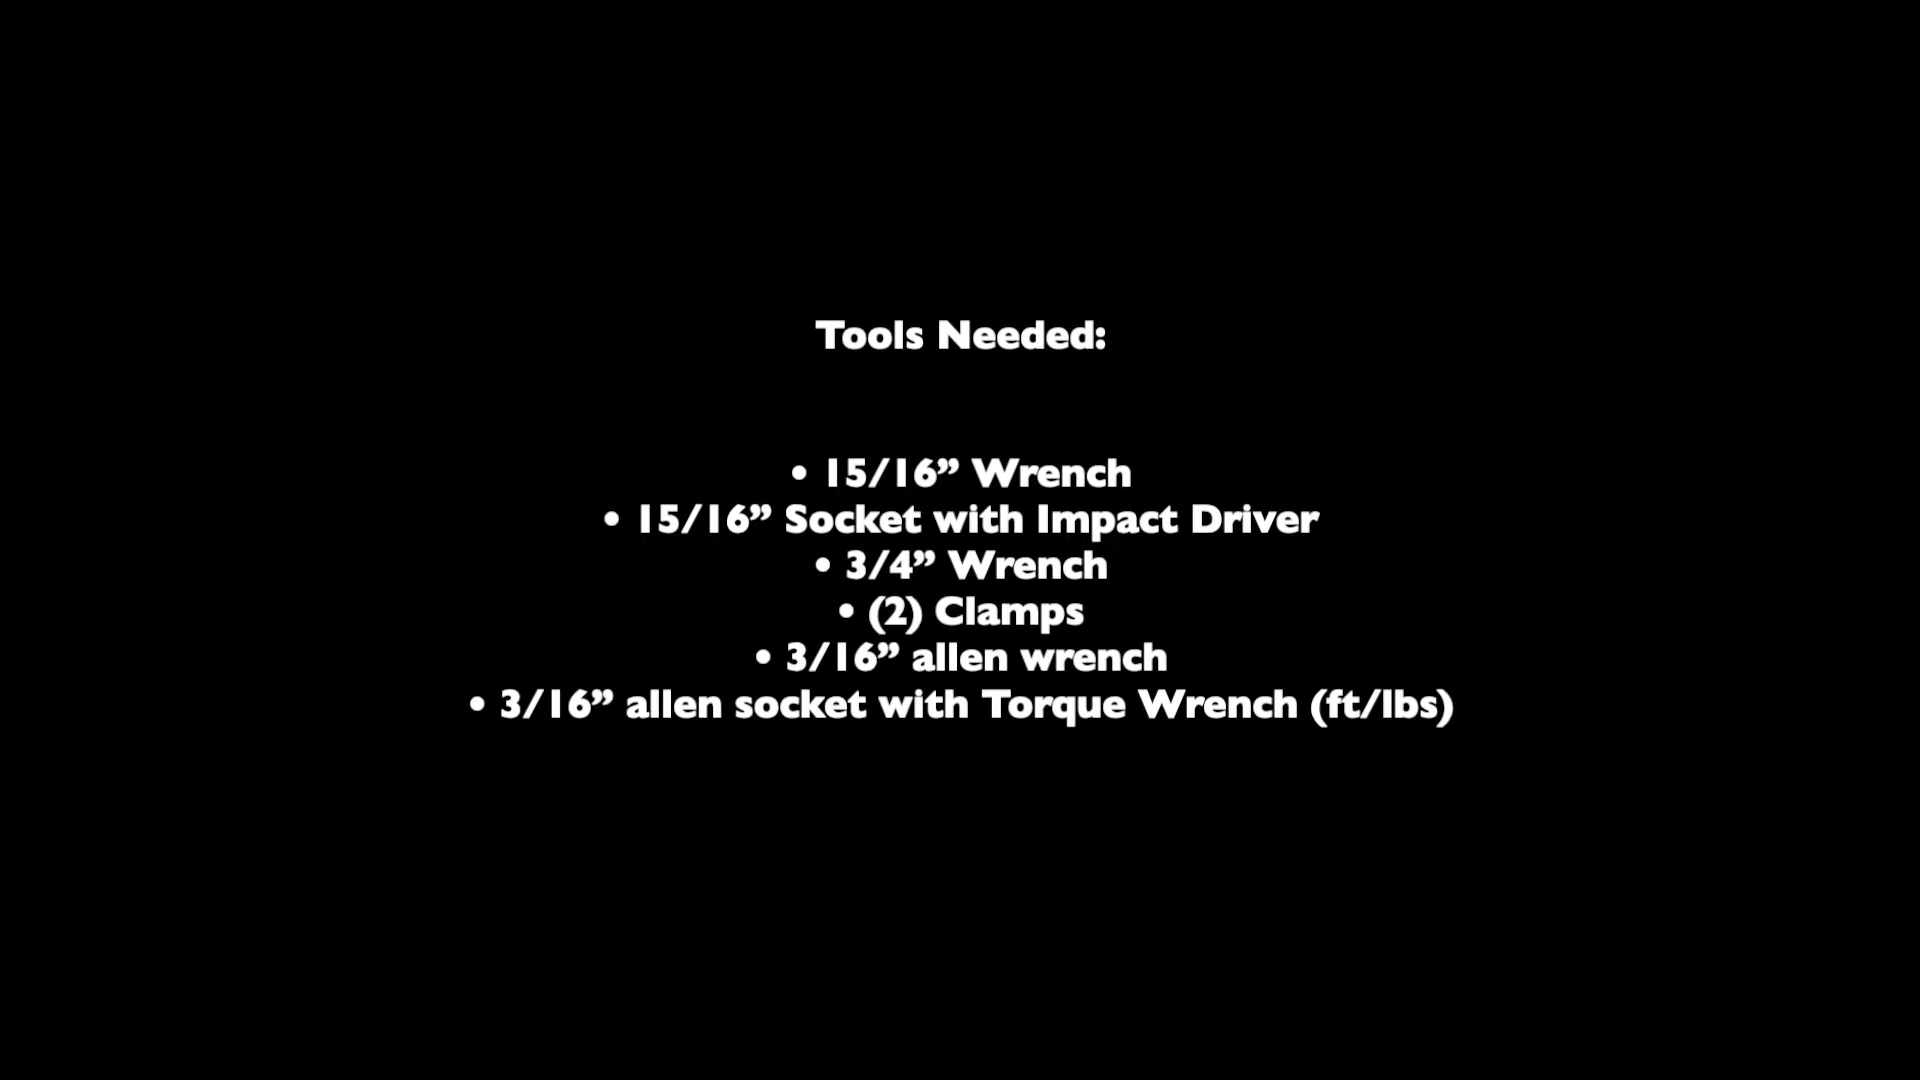 Tools Needed:
• 15/16” Wrench
• 15/16” Socket with Impact Driver
• 3/4” Wrench
• (2) Clamps
• 3/16” allen wrench
• 3/16” allen socket with Torque Wrench (ft/lbs)